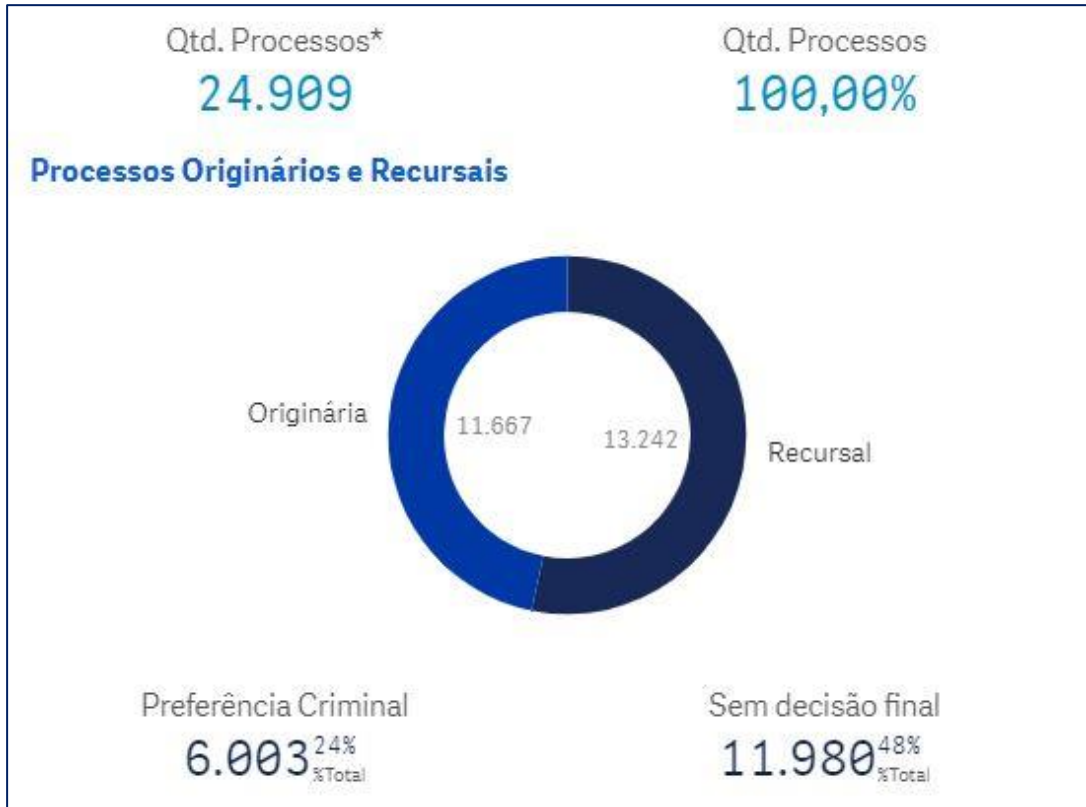 Qtd. Processos*
24.909
Qtd. Processos
100,00%
Processos Originários e Recursais
Originária
11.667
13.242
Recursal
Preferência Criminal
6.003 24% %Total
Sem decisão final
11.980 48% %Total